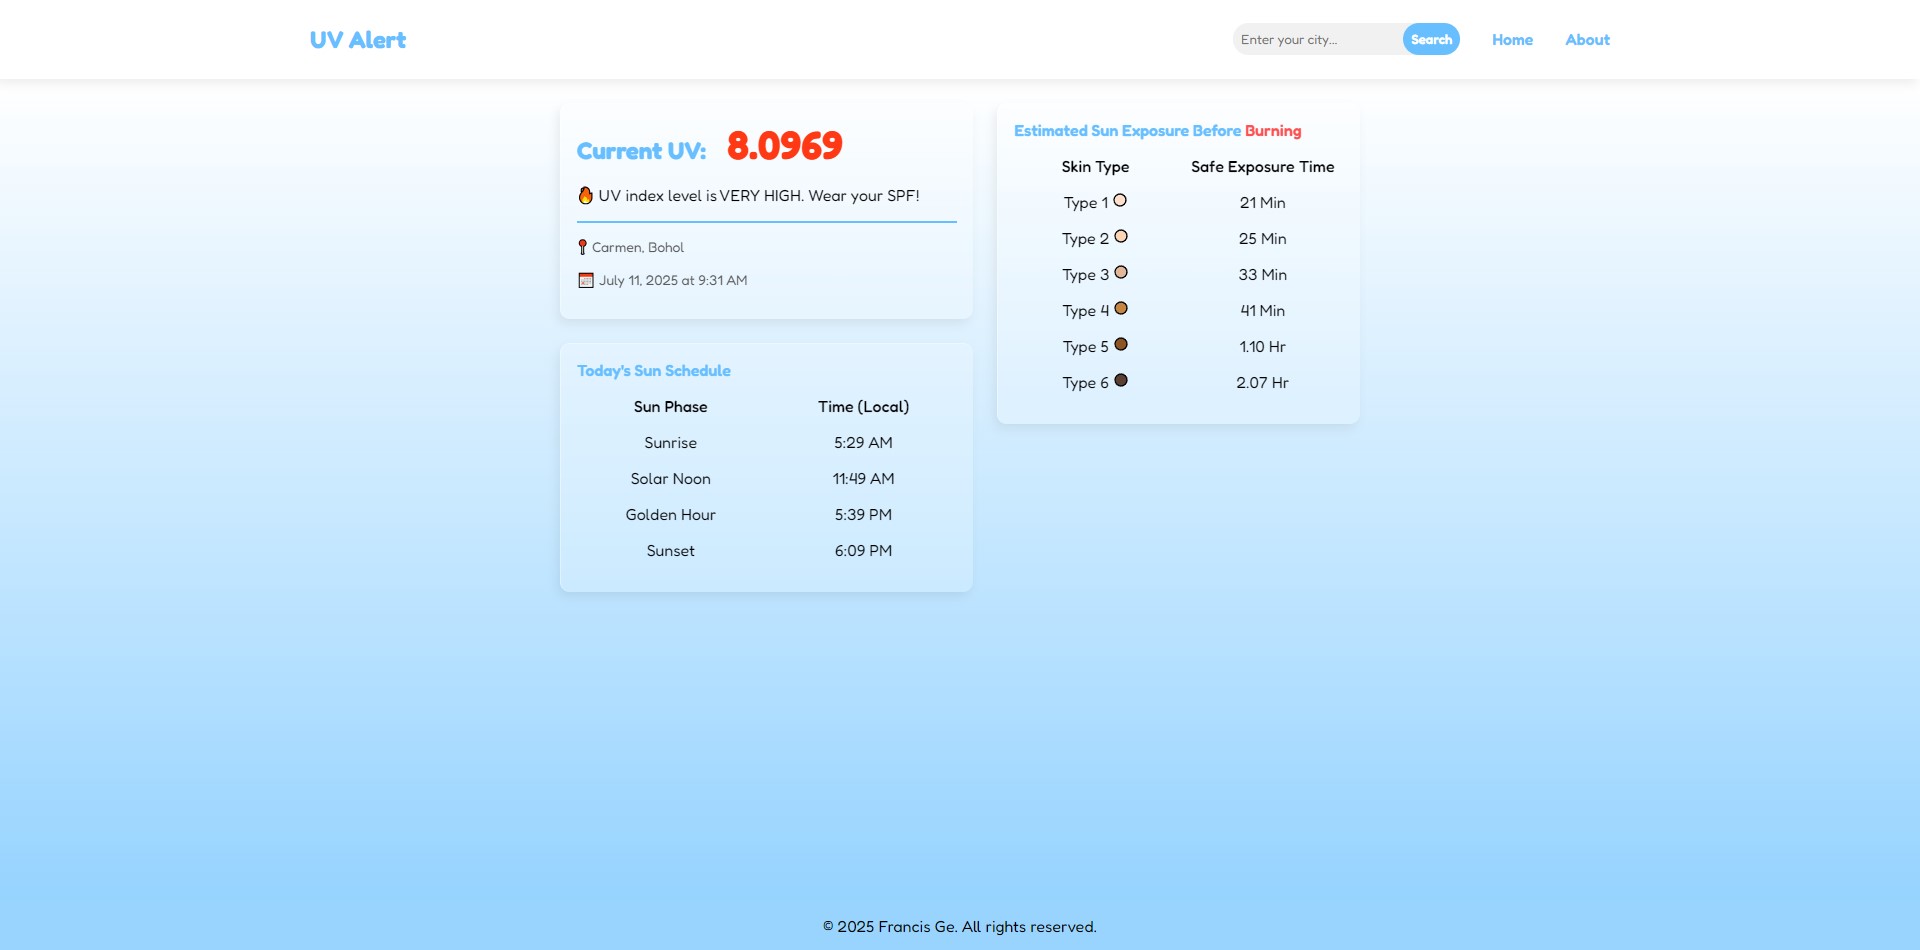 UV Alert
Enter your city...
Search
Home
About
Current UV: 8.0969
UV index level is VERY HIGH. Wear your SPF!
Carmen, Bohol
July 11, 2025 at 9:31 AM
Today's Sun Schedule
Sun Phase Time (Local)
Sunrise 5:29 AM
Solar Noon 11:49 AM
Golden Hour 5:39 PM
Sunset 6:09 PM
Estimated Sun Exposure Before Burning
Skin Type Safe Exposure Time
Type 1 21 Min
Type 2 25 Min
Type 3 33 Min
Type 4 41 Min
Type 5 1.10 Hr
Type 6 2.07 Hr
© 2025 Francis Ge. All rights reserved.